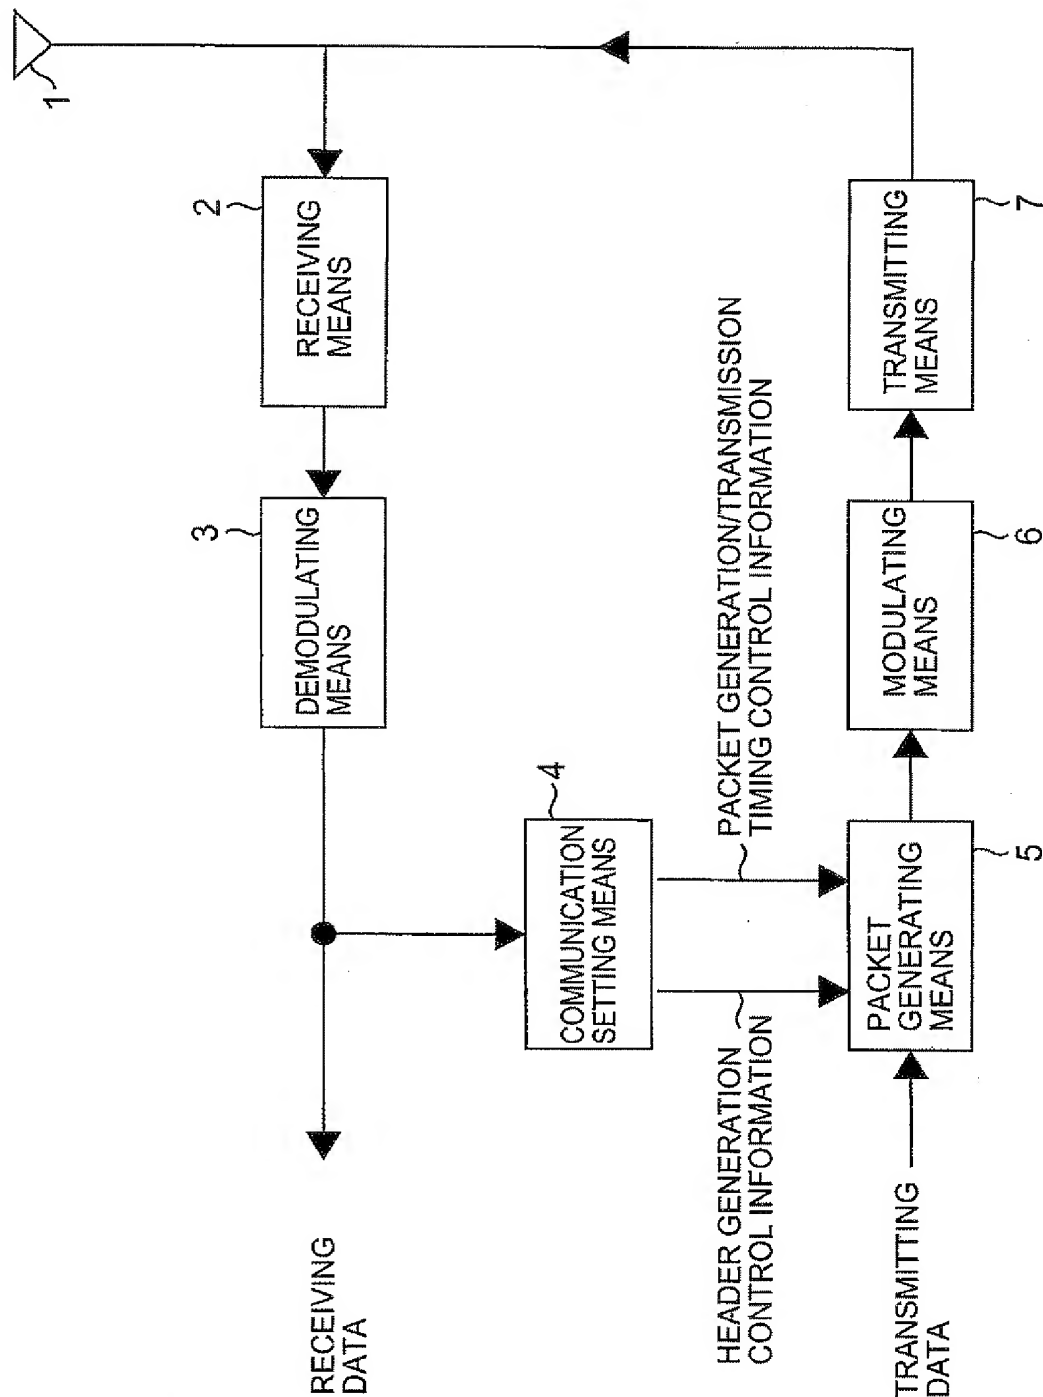 1
2
RECEIVING
MEANS
3
DEMODULATING
MEANS
RECEIVING
DATA
4
COMMUNICATION
SETTING MEANS
HEADER GENERATION
CONTROL INFORMATION
PACKET GENERATION/TRANSMISSION
TIMING CONTROL INFORMATION
TRANSMITTING
DATA
PACKET
GENERATING
MEANS
5
MODULATING
MEANS
6
TRANSMITTING
MEANS
7